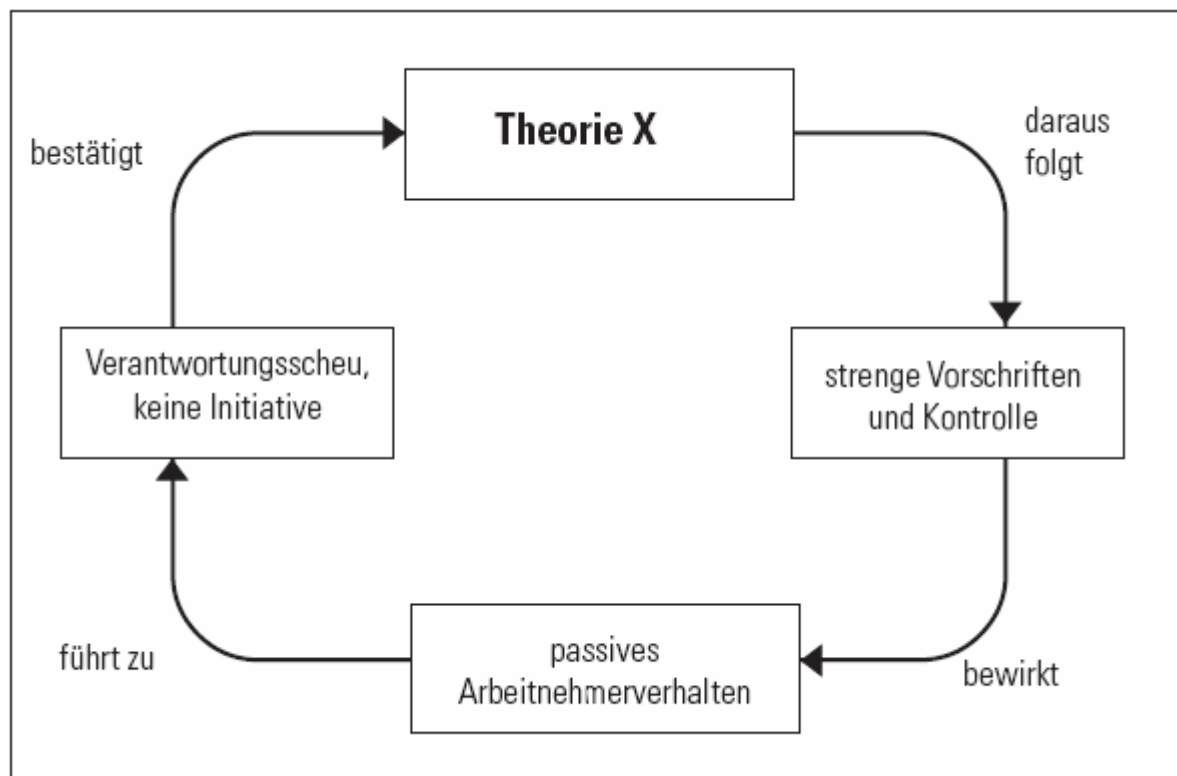 Theorie X
daraus
folgt
strenge Vorschriften
und Kontrolle
bewirkt
passives
Arbeitnehmerverhalten
führt zu
Verantwortungsscheu,
keine Initiative
bestätigt